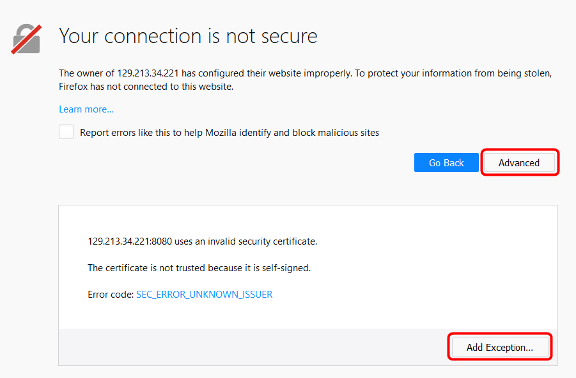 Your connection is not secure
The owner of 129.213.34.221 has configured their website improperly. To protect your information from being stolen,
Firefox has not connected to this website.
Learn more...
Report errors like this to help Mozilla identify and block malicious sites
Go Back
Advanced
129.213.34.221:8080 uses an invalid security certificate.
The certificate is not trusted because it is self-signed.
Error code: SEC_ERROR_UNKNOWN_ISSUER
Add Exception...